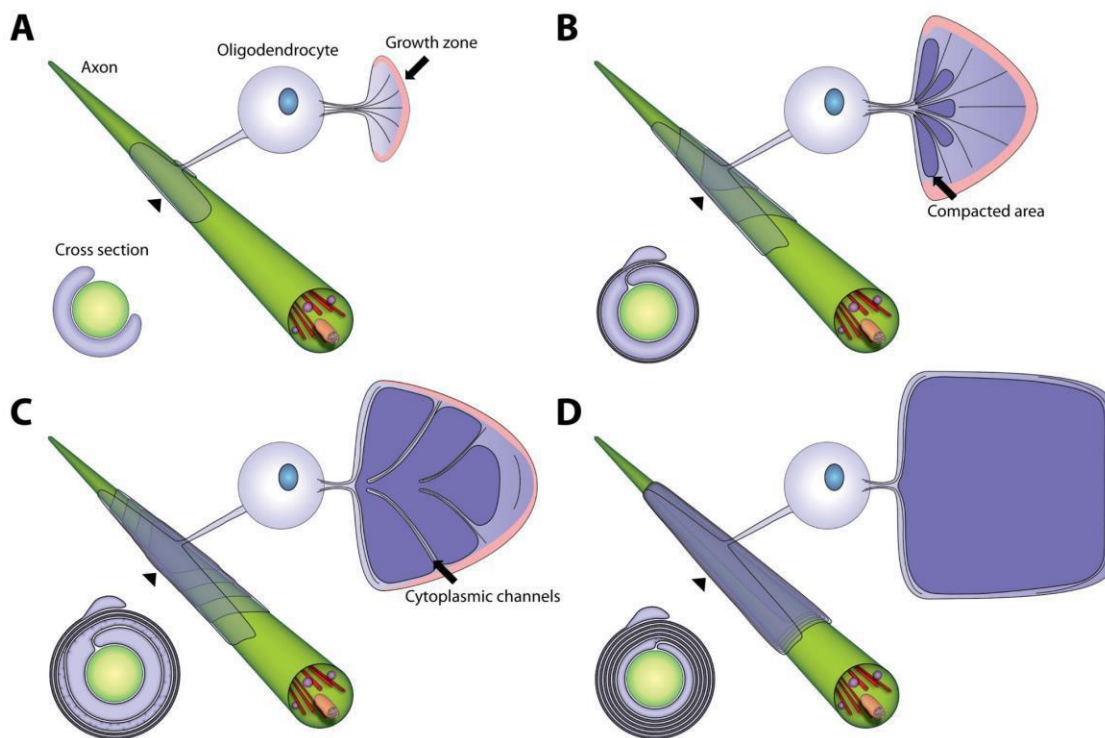 A
Oligodendrocyte
Growth zone
Axon
Cross section
B
Compacted area
C
Cytoplasmic channels
D